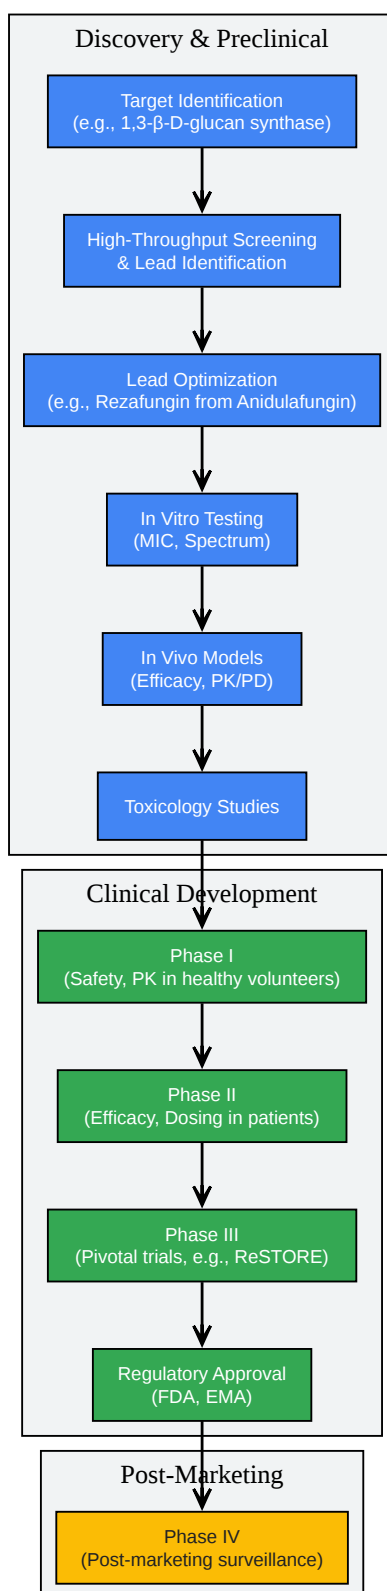 Discovery & Preclinical
Target Identification
(e.g., 1,3-β-D-glucan synthase)
High-Throughput Screening
& Lead Identification
Lead Optimization
(e.g., Rezafungin from Anidulafungin)
In Vitro Testing
(MIC, Spectrum)
In Vivo Models
(Efficacy, PK/PD)
Toxicology Studies
Clinical Development
Phase I
(Safety, PK in healthy volunteers)
Phase II
(Efficacy, Dosing in patients)
Phase III
(Pivotal trials, e.g., ReSTORE)
Regulatory Approval
(FDA, EMA)
Post-Marketing
Phase IV
(Post-marketing surveillance)